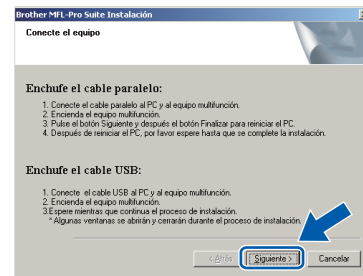 Brother MFL-Pro Suite Instalación
Conecte el equipo
Enchufe el cable paralelo:
1. Conecte el cable paralelo al PC y al equipo multifunción.
2. Encienda el equipo multifunción.
3. Pulse el botón Siguiente y después el botón Finalizar para reiniciar el PC.
4. Después de reiniciar el PC, por favor espere hasta que se complete la instalación.
Enchufe el cable USB:
1. Conecte el cable USB al PC y al equipo multifunción.
2. Encienda el equipo multifunción.
3.Espere mientras que continua el proceso de instalación.
* Algunas ventanas se abrirán y cerrarán durante el proceso de instalación.
< Atrás Siguiente > Cancelar